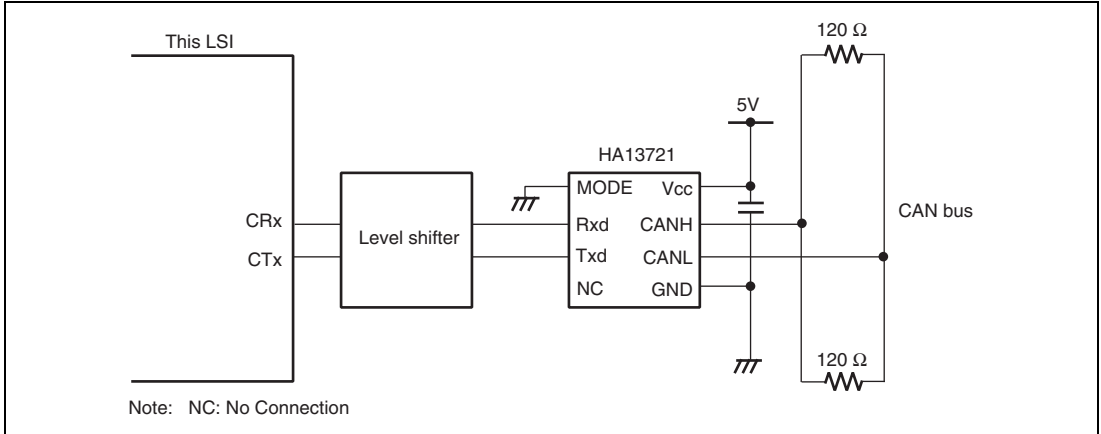 This LSI
120 Ω
5V
HA13721
MODE Vcc
CRx
Level shifter
Rxd CANH
CAN bus
CTx
Txd CANL
NC GND
120 Ω
Note: NC: No Connection